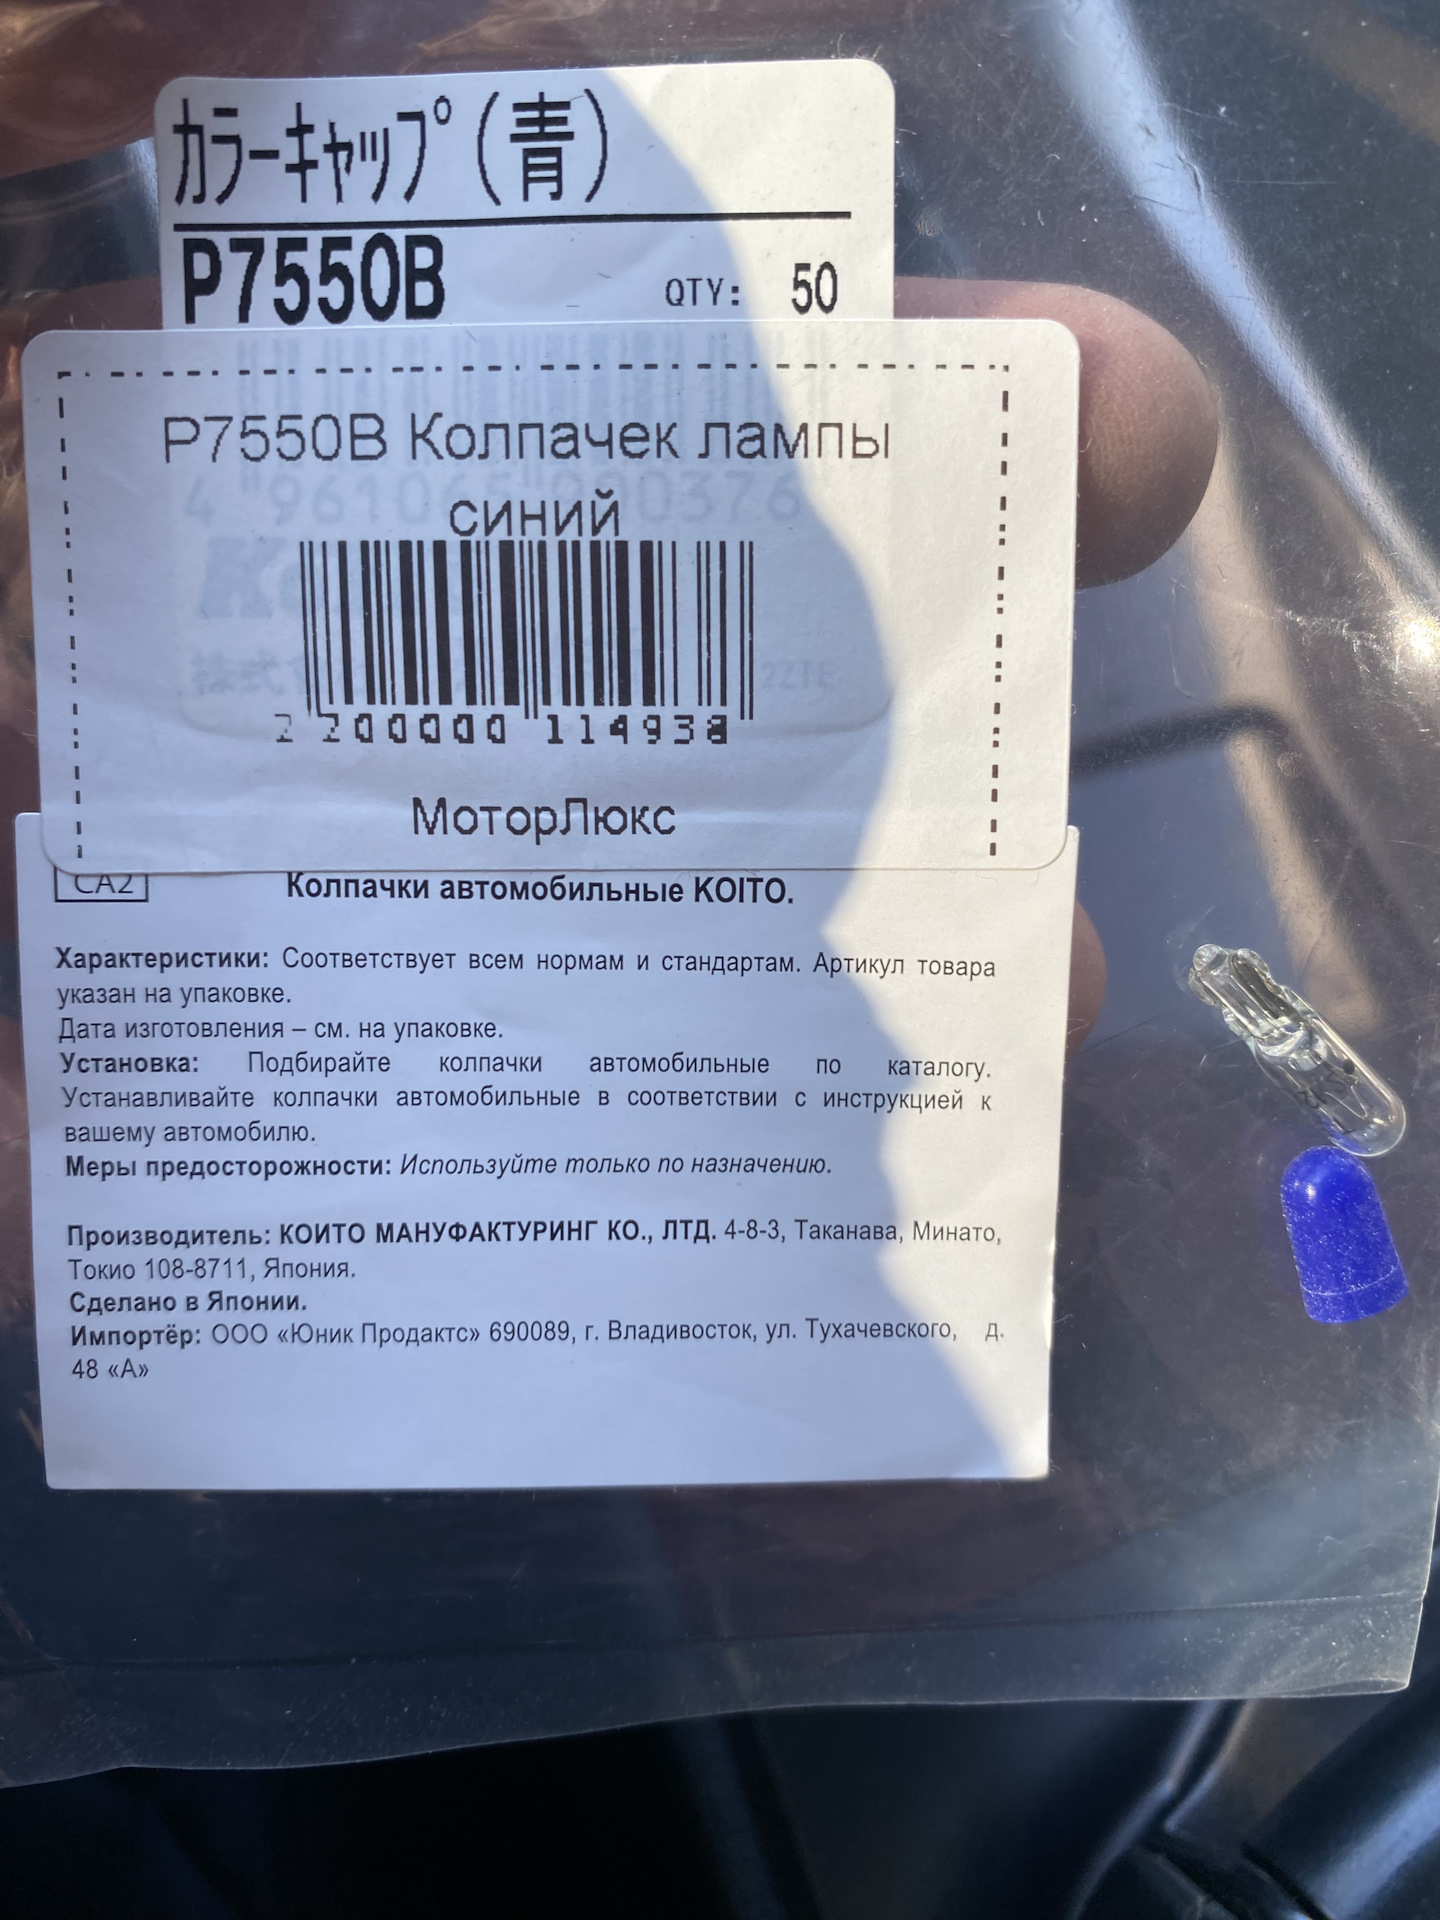 カラーキャップ（青）
P7550B QTY: 50
P7550B Колпачек лампы
синий
2 200000 114938
МоторЛюкс
CA2 Колпачки автомобильные KOITO.
Характеристики: Соответствует всем нормам и стандартам. Артикул товара
указан на упаковке.
Дата изготовления – см. на упаковке.
Установка: Подбирайте колпачки автомобильные по каталогу.
Устанавливайте колпачки автомобильные в соответствии с инструкцией к
вашему автомобилю.
Меры предосторожности: Используйте только по назначению.
Производитель: КОИТО МАНУФАКТУРИНГ КО., ЛТД. 4-8-3, Таканава, Минато,
Токио 108-8711, Япония.
Сделано в Японии.
Импортёр: ООО «Юник Продактс» 690089, г. Владивосток, ул. Тухачевского, д.
48 «А»